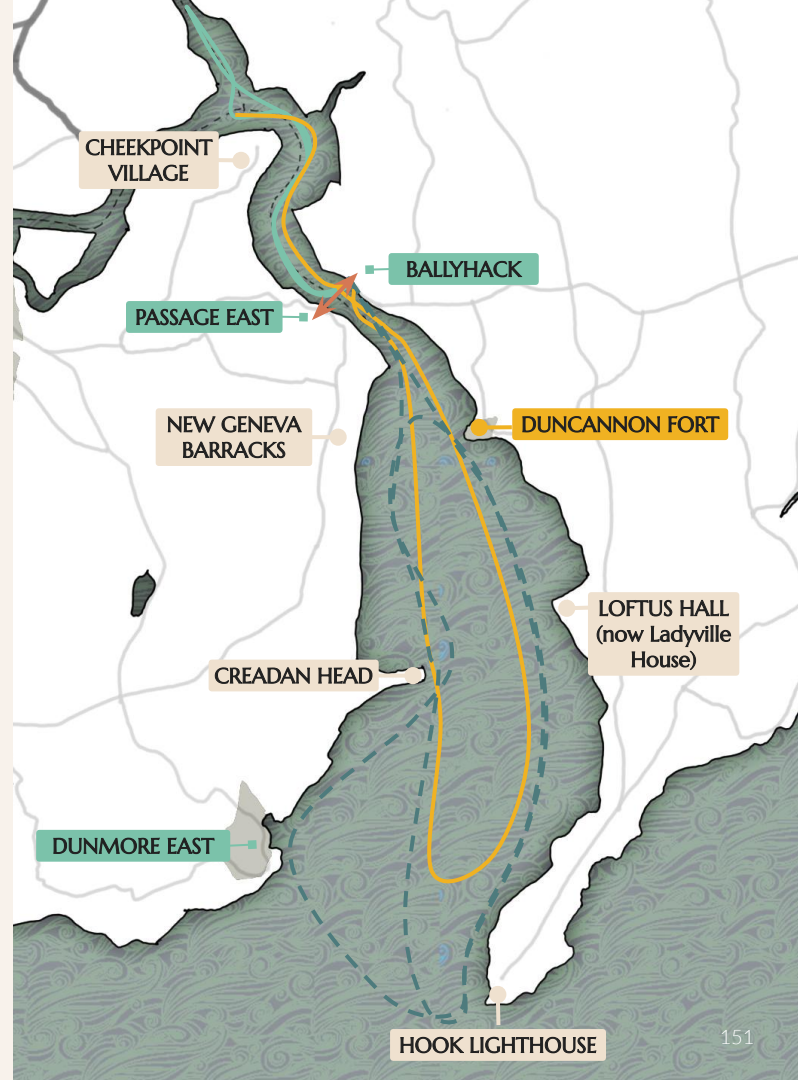 CHEEKPOINT
VILLAGE
BALLYHACK
PASSAGE EAST
NEW GENEVA
BARRACKS
DUNCANNON FORT
LOFTUS HALL
(now Ladyville
House)
CREADAN HEAD
DUNMORE EAST
HOOK LIGHTHOUSE
151